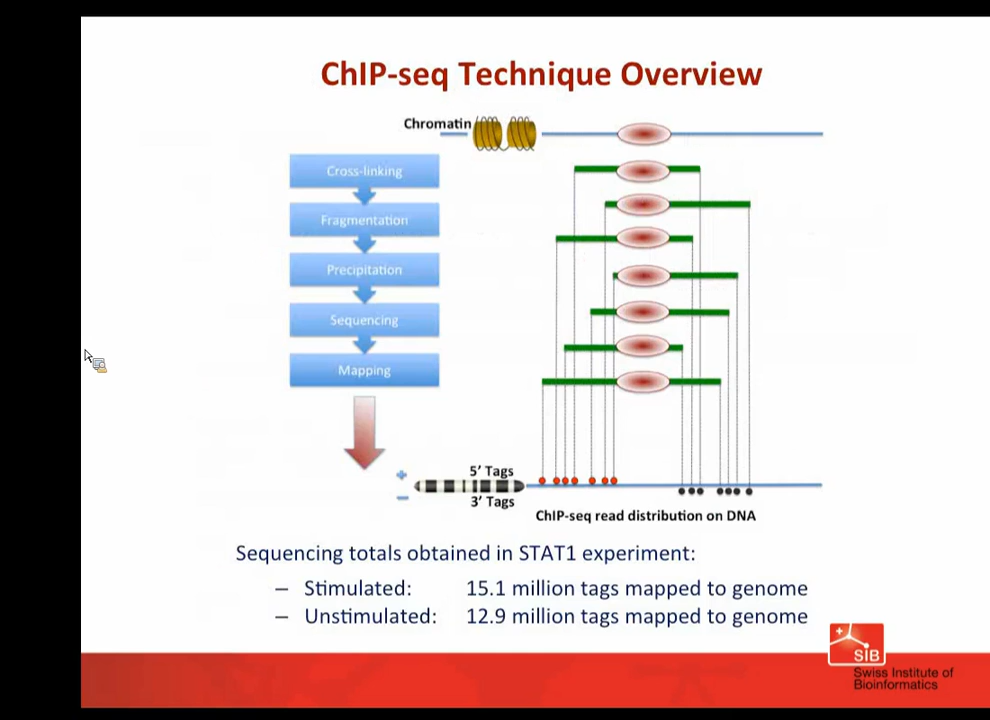 ChIP-seq Technique Overview
Chromatin
Cross-linking
Fragmentation
Precipitation
Sequencing
Mapping
+
5’ Tags
–
3’ Tags
ChIP-seq read distribution on DNA
Sequencing totals obtained in STAT1 experiment:
– Stimulated: 15.1 million tags mapped to genome
– Unstimulated: 12.9 million tags mapped to genome
SIB
Swiss Institute of
Bioinformatics